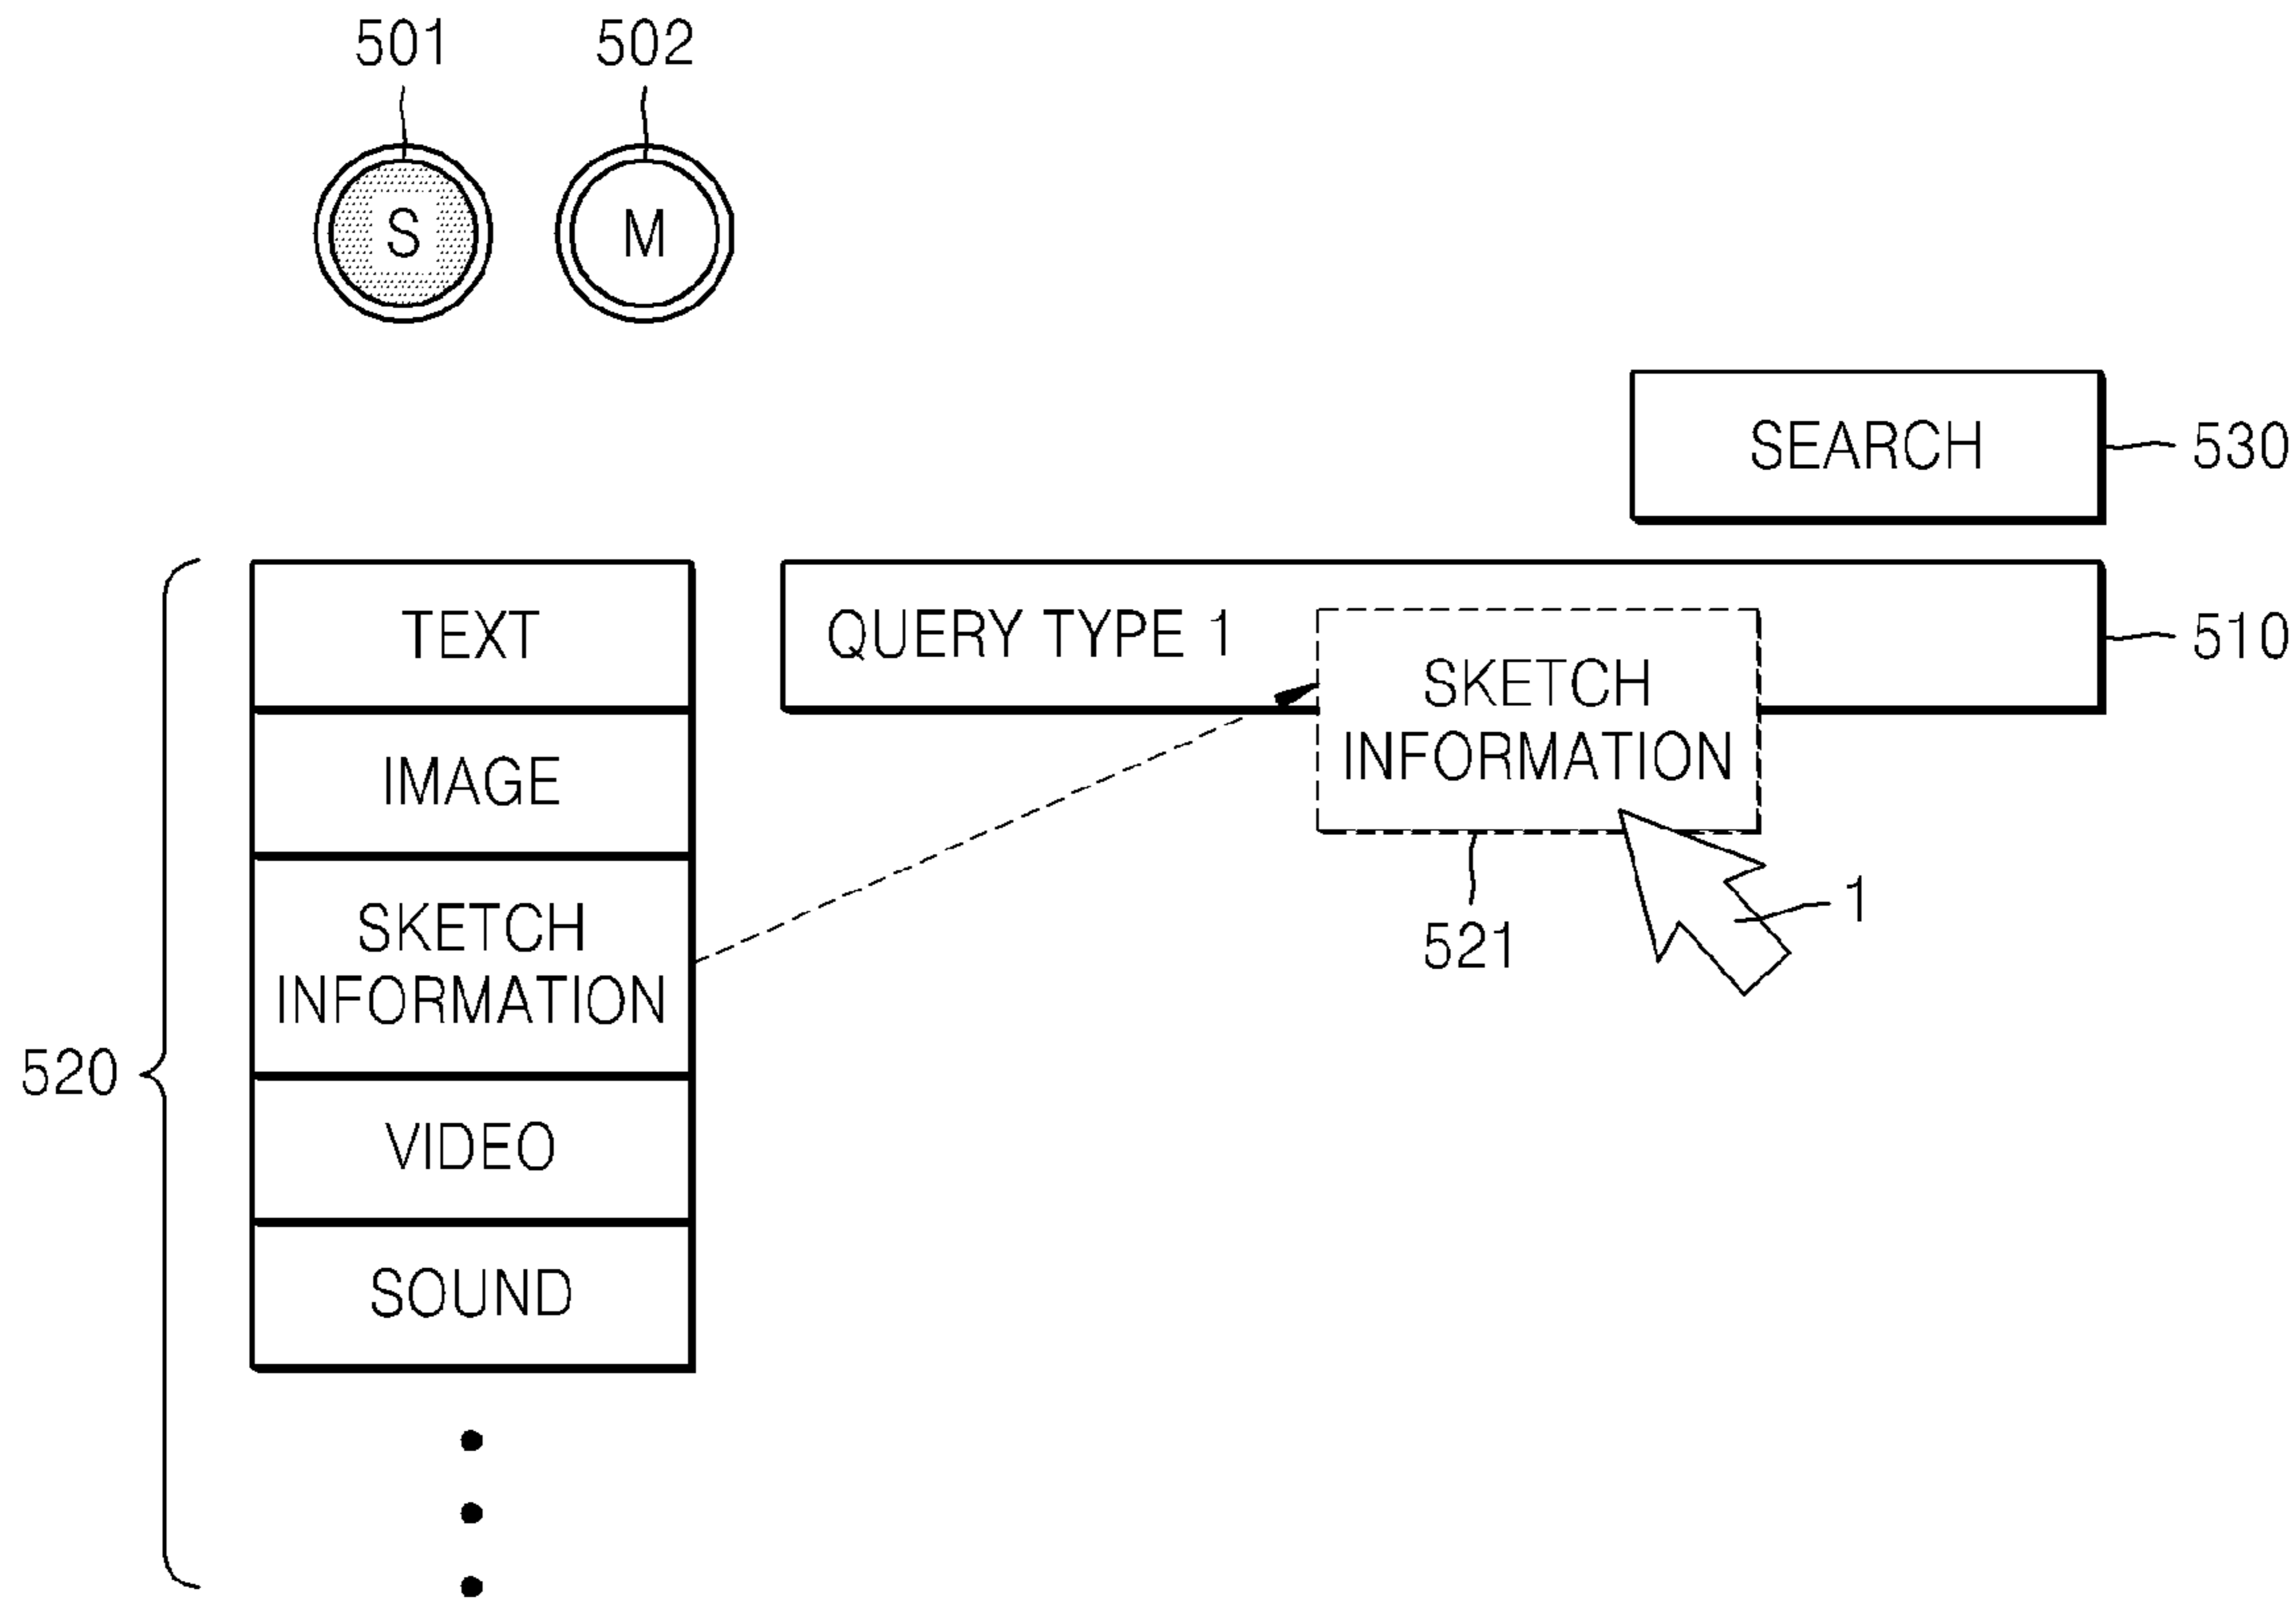 501 502
S M
SEARCH 530
TEXT QUERY TYPE 1 510
SKETCH
INFORMATION
IMAGE
1
521
SKETCH
INFORMATION
520
VIDEO
SOUND